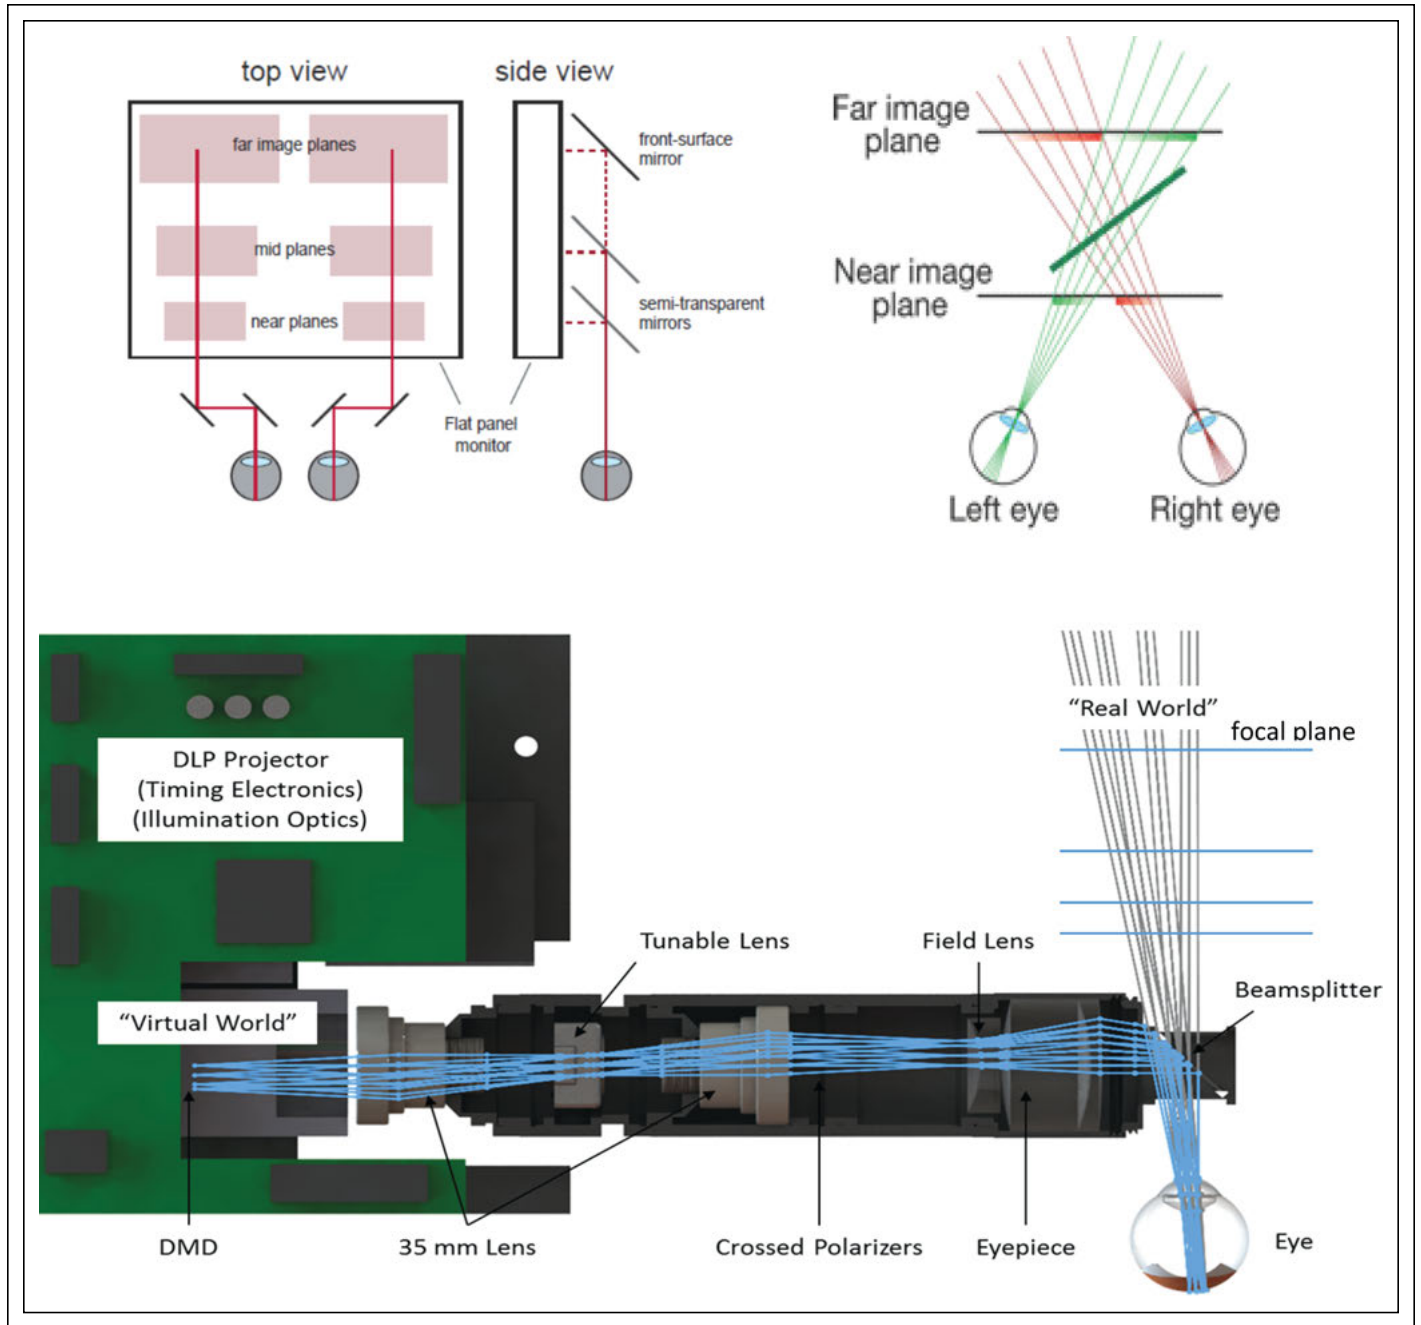 top view
side view
far image planes
mid planes
near planes
front-surface
mirror
semi-transparent
mirrors
Flat panel
monitor
Far image
plane
Near image
plane
Left eye
Right eye
DLP Projector
(Timing Electronics)
(Illumination Optics)
"Virtual World"
"Real World"
focal plane
Tunable Lens
Field Lens
Beamsplitter
DMD
35 mm Lens
Crossed Polarizers
Eyepiece
Eye